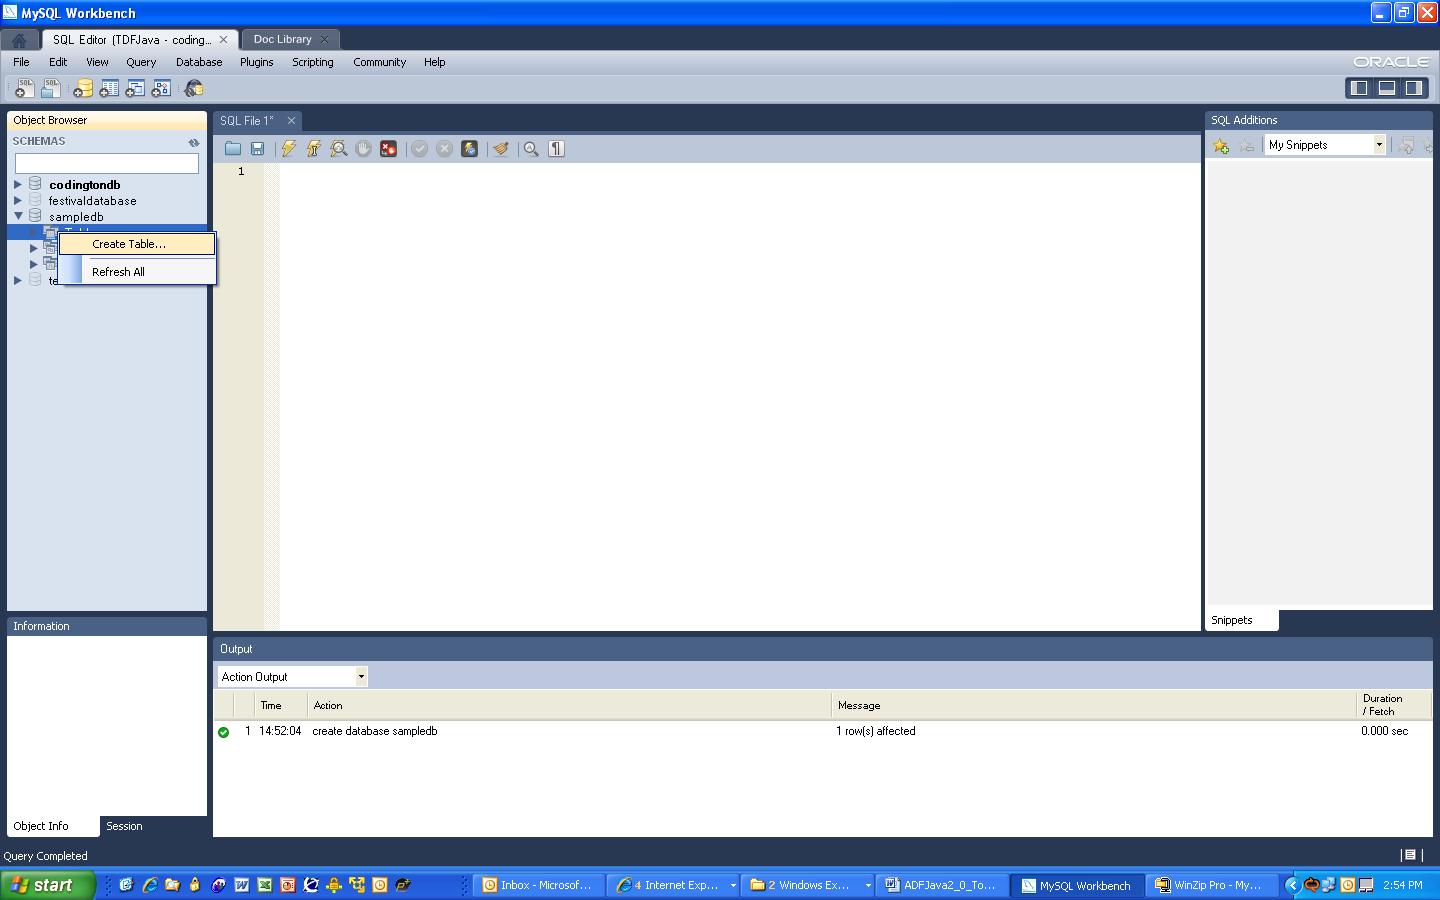 MySQL Workbench
SQL Editor (TDFJava - coding...
Doc Library
File Edit View Query Database Plugins Scripting Community Help
ORACLE
Object Browser
SCHEMAS
codingtondb
festivaldatabase
sampledb
Create Table...
Refresh All
SQL File 1*
1
SQL Additions
My Snippets
Snippets
Information
Object Info Session
Output
Action Output
Time Action Message Duration / Fetch
1 14:52:04 create database sampledb 1 row(s) affected 0.000 sec
Query Completed
start
Inbox - Microsof...
4 Internet Exp...
2 Windows Ex...
ADFJava2_0_To...
MySQL Workbench
WinZip Pro - My...
2:54 PM